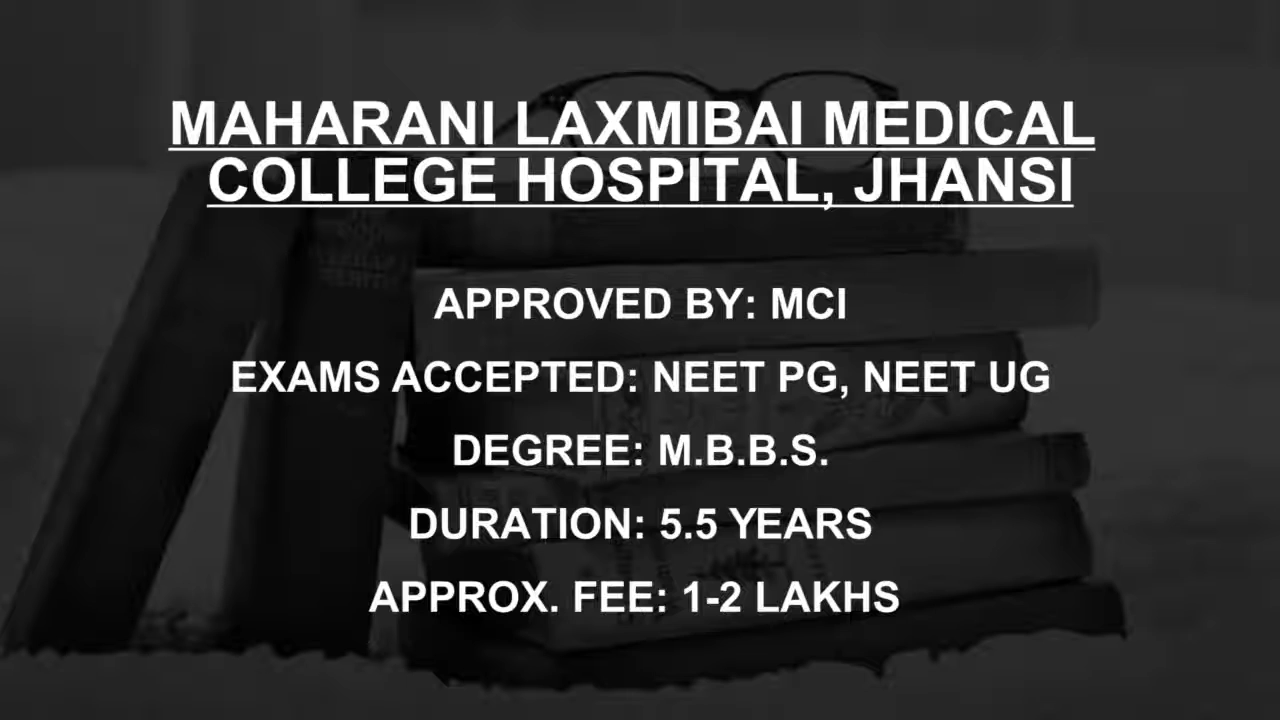 MAHARANI LAXMIBAI MEDICAL
COLLEGE HOSPITAL, JHANSI
APPROVED BY: MCI
EXAMS ACCEPTED: NEET PG, NEET UG
DEGREE: M.B.B.S.
DURATION: 5.5 YEARS
APPROX. FEE: 1-2 LAKHS